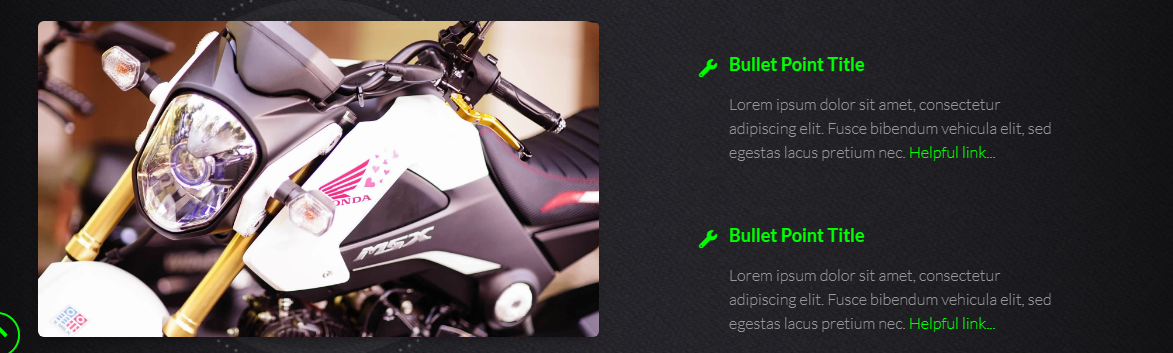 HONDA
MSX
Bullet Point Title
Lorem ipsum dolor sit amet, consectetur
adipiscing elit. Fusce bibendum vehicula elit, sed
egestas lacus pretium nec. Helpful link...
Bullet Point Title
Lorem ipsum dolor sit amet, consectetur
adipiscing elit. Fusce bibendum vehicula elit, sed
egestas lacus pretium nec. Helpful link...